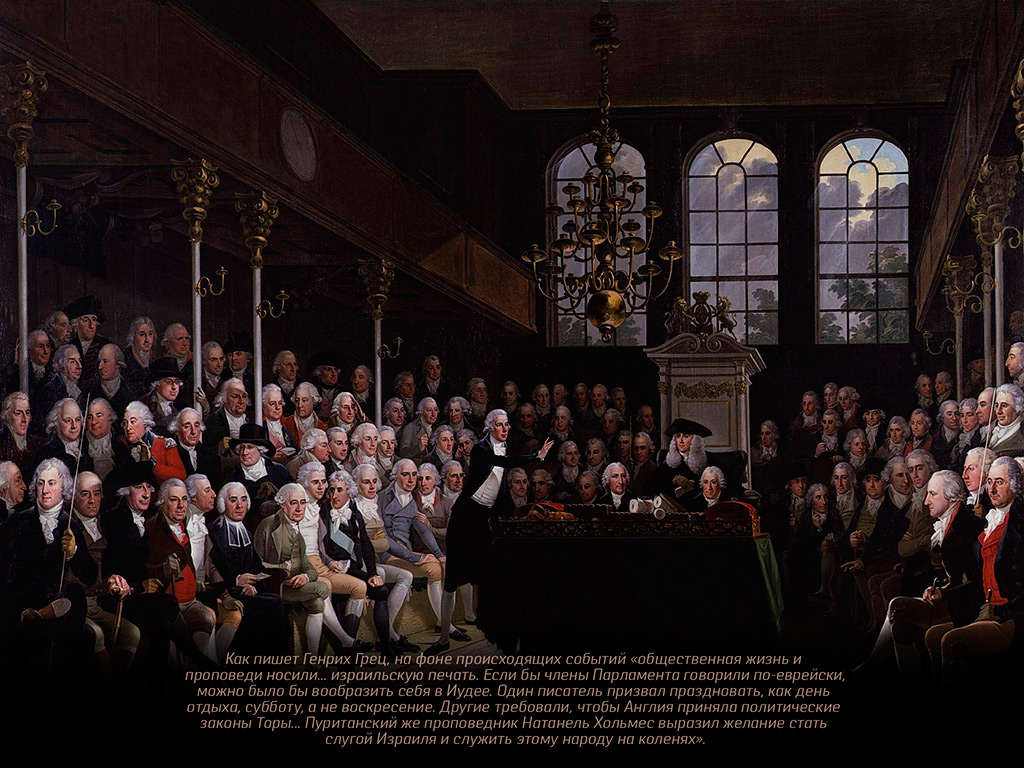 Как пишет Генрих Грец, на фоне происходящих событий «общественная жизнь и
проповеди носили... израильскую печать. Если бы члены Парламента говорили по-еврейски,
можно было бы вообразить себя в Иудее. Один писатель призвал праздновать, как день
отдыха, субботу, а не воскресение. Другие требовали, чтобы Англия приняла политические
законы Торы... Пуританский же проповедник Натанель Хольмес выразил желание стать
слугой Израиля и служить этому народу на коленях».